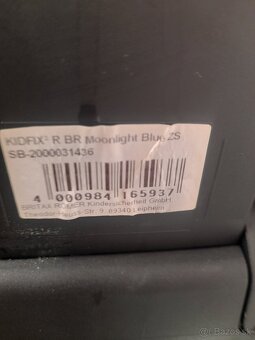 KIDFIX² R BR Moonlight Blue ZS
SB-2000031436
4 000984 165937
BRITAX RÖMER Kindersicherheit GmbH
Theodor-Heuss-Str. 9, 89340 Leipheim